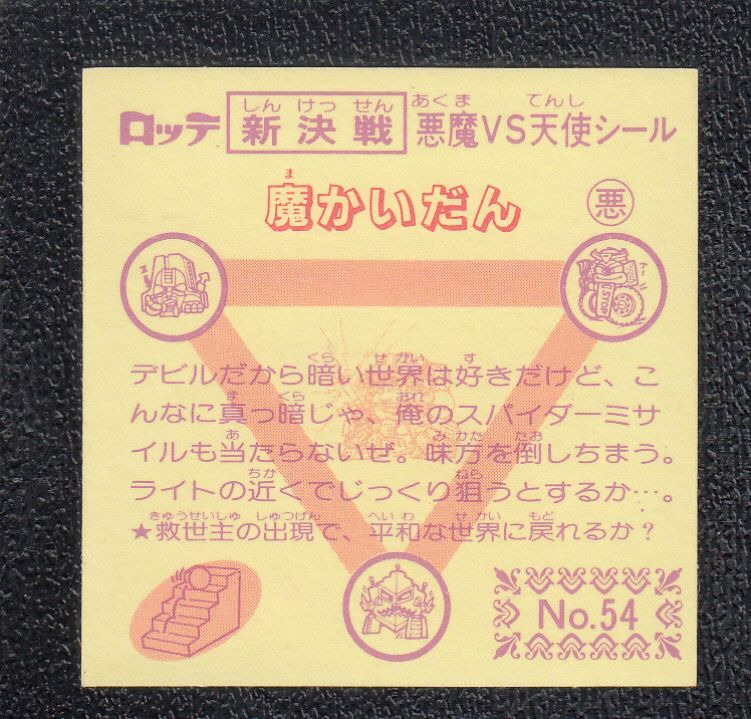 ロッテ 新決戦 悪魔VS天使シール
しん けっ せん あくま てんし
魔かいだん 悪
ま
くら せかい す
デビルだから暗い世界は好きだけど、こ
ま くら おれ
んなに真っ暗じゃ、俺のスパイダーミサ
あ みかた たお
イルも当たらないぜ。味方を倒しちまう。
ちか ねら
ライトの近くでじっくり狙うとするか…。
きゅうせいしゅ しゅつげん へいわ せかい もど
★救世主の出現で、平和な世界に戻れるか?
No.54